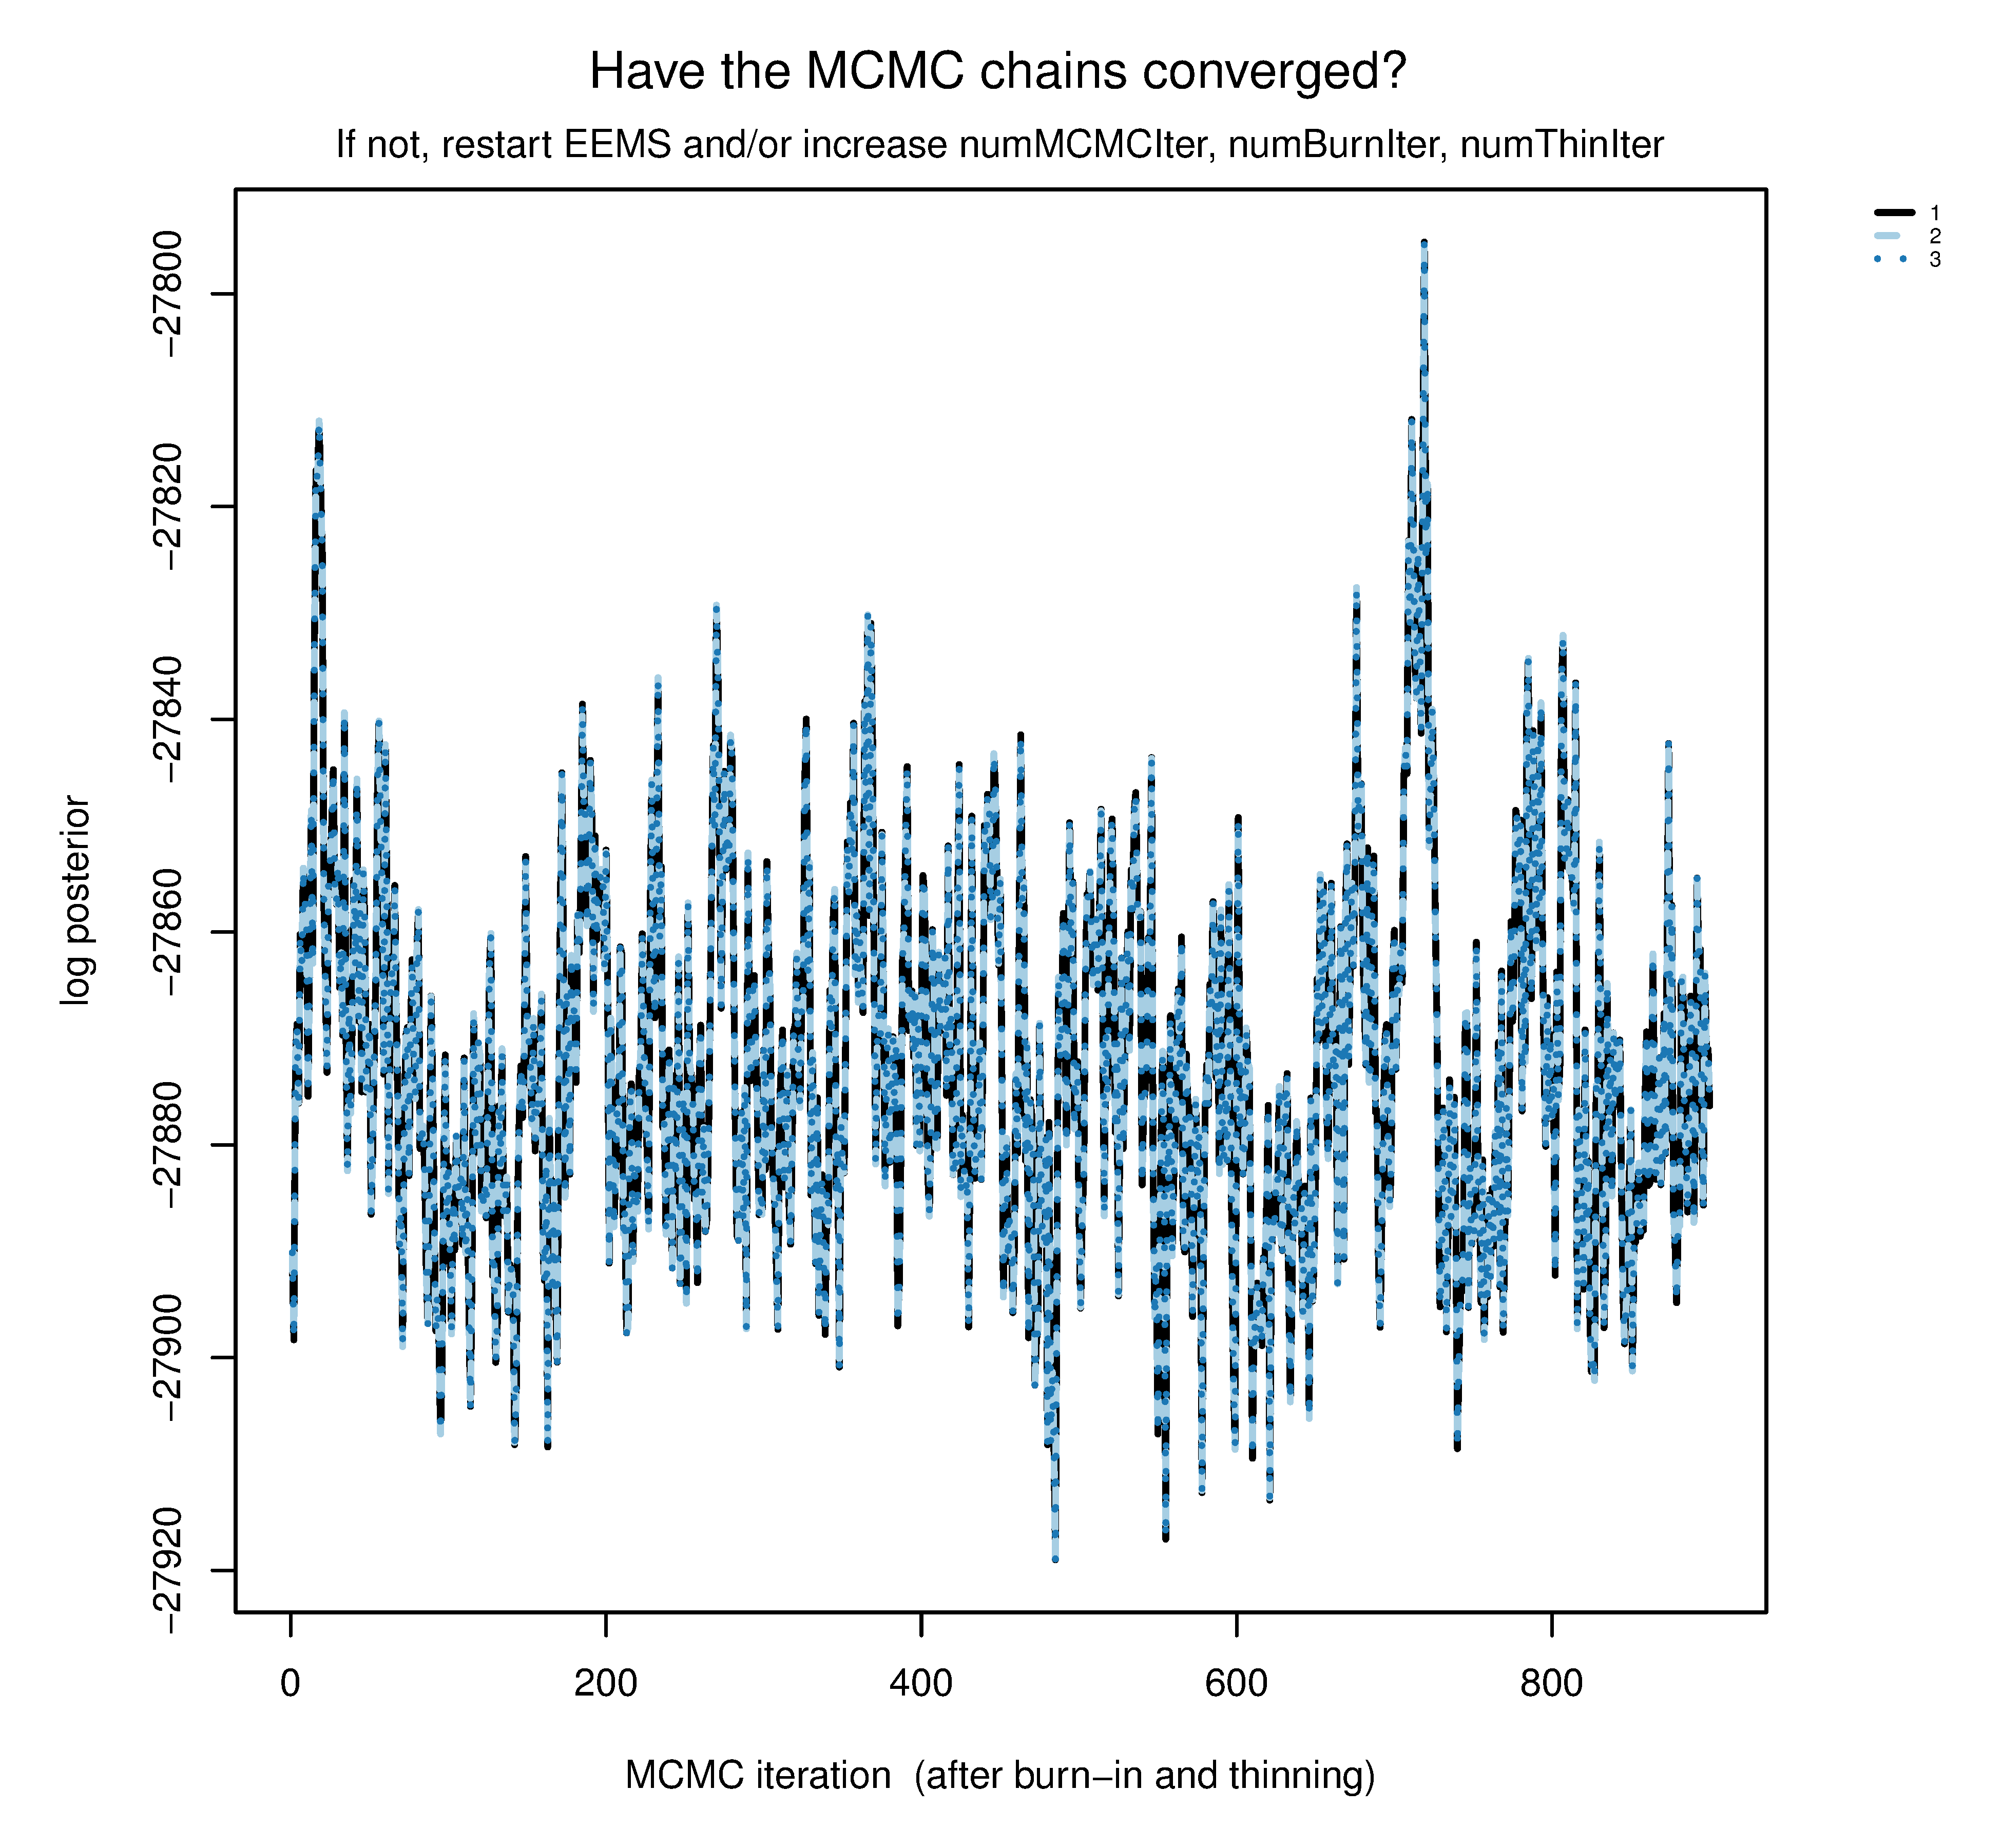 Have the MCMC chains converged?
If not, restart EEMS and/or increase numMCMCIter, numBurnIter, numThinIter
1
2
3
log posterior
−27800
−27820
−27840
−27860
−27880
−27900
−27920
0 200 400 600 800
MCMC iteration (after burn−in and thinning)